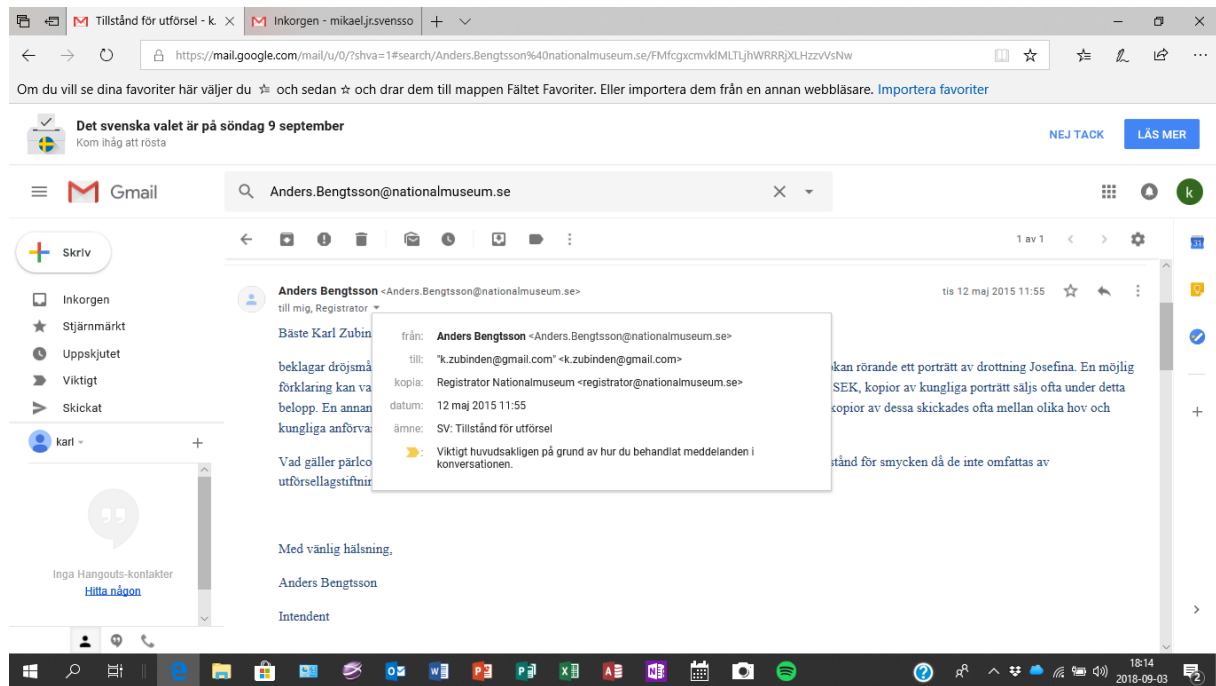 Tillstånd för utförsel - k.
Inkorgen - mikael.jr.svensso
https://mail.google.com/mail/u/0/?shva=1#search/Anders.Bengtsson%40nationalmuseum.se/FMfcgxcmvkldMLTLjhWRRRjXLHzzvVsNw
Om du vill se dina favoriter här väljer du och sedan och drar dem till mappen Fältet Favoriter. Eller importera dem från en annan webbläsare. Importera favoriter
Det svenska valet är på söndag 9 september
Kom ihåg att rösta
NEJ TACK
LÄS MER
Gmail
Anders.Bengtsson@nationalmuseum.se
k
Skriv
1 av 1
31
Inkorgen
Stjärnmärkt
Uppskjutet
Viktigt
Skickat
karl
Inga Hangouts-kontakter
Hitta någon
Anders Bengtsson <Anders.Bengtsson@nationalmuseum.se>
tis 12 maj 2015 11:55
till mig, Registrator
Bäste Karl Zubin
från: Anders Bengtsson <Anders.Bengtsson@nationalmuseum.se>
till: "k.zubinden@gmail.com" <k.zubinden@gmail.com>
kopia: Registrator Nationalmuseum <registrator@nationalmuseum.se>
datum: 12 maj 2015 11:55
ämne: SV: Tillstånd för utförsel
Viktigt huvudsakligen på grund av hur du behandlat meddelanden i
konversationen.
beklagar dröjsmå kan rörande ett porträtt av drottning Josefina. En möjlig
förklaring kan va SEK, kopior av kungliga porträtt säljs ofta under detta
belopp. En annan kopior av dessa skickades ofta mellan olika hov och
kungliga anförva
Vad gäller pärlco stånd för smycken då de inte omfattas av
utförsellagstiftnin
Med vänlig hälsning,
Anders Bengtsson
Intendent
18:14
2018-09-03
2